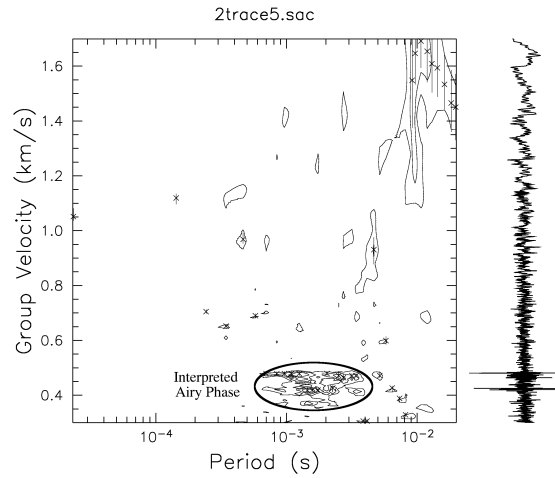 2trace5.sac
1.6
1.4
1.2
1.0
0.8
0.6
0.4
Group Velocity (km/s)
Interpreted
Airy Phase
10-4
10-3
10-2
Period (s)